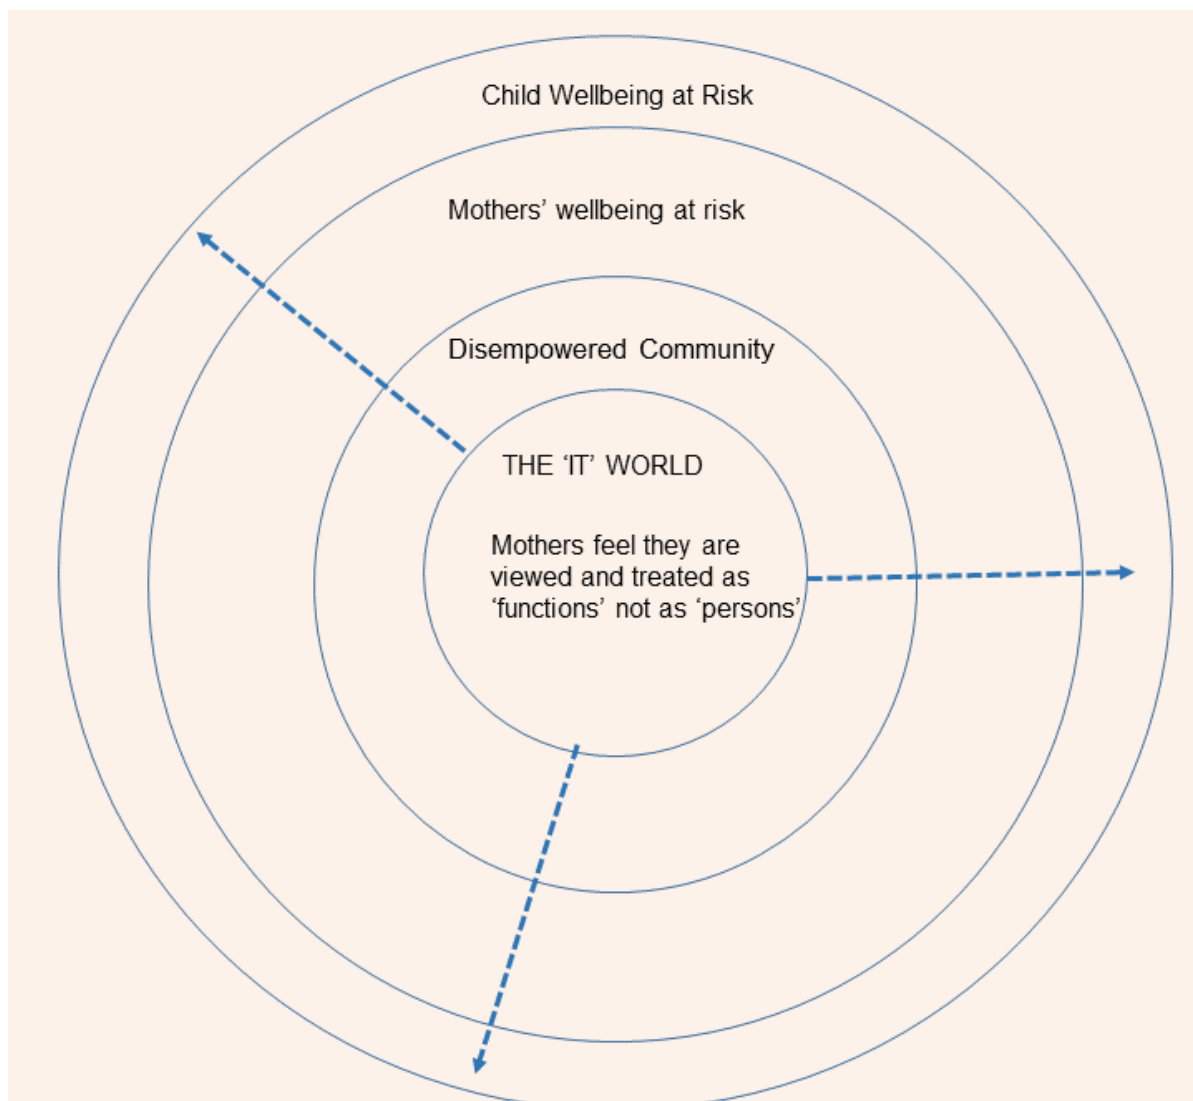 Child Wellbeing at Risk
Mothers’ wellbeing at risk
Disempowered Community
THE ‘IT’ WORLD
Mothers feel they are
viewed and treated as
‘functions’ not as ‘persons’